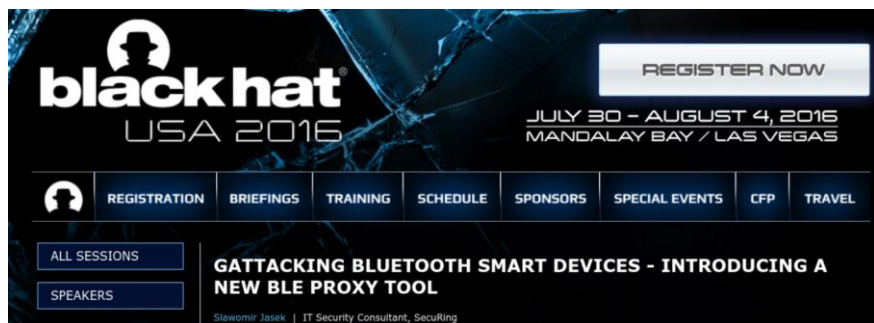 black hat®
USA 2016
REGISTER NOW
JULY 30 – AUGUST 4, 2016
MANDALAY BAY / LAS VEGAS
REGISTRATION BRIEFINGS TRAINING SCHEDULE SPONSORS SPECIAL EVENTS CFP TRAVEL
ALL SESSIONS
SPEAKERS
GATTACKING BLUETOOTH SMART DEVICES - INTRODUCING A
NEW BLE PROXY TOOL
Slawomir Jasek | IT Security Consultant, SecuRing